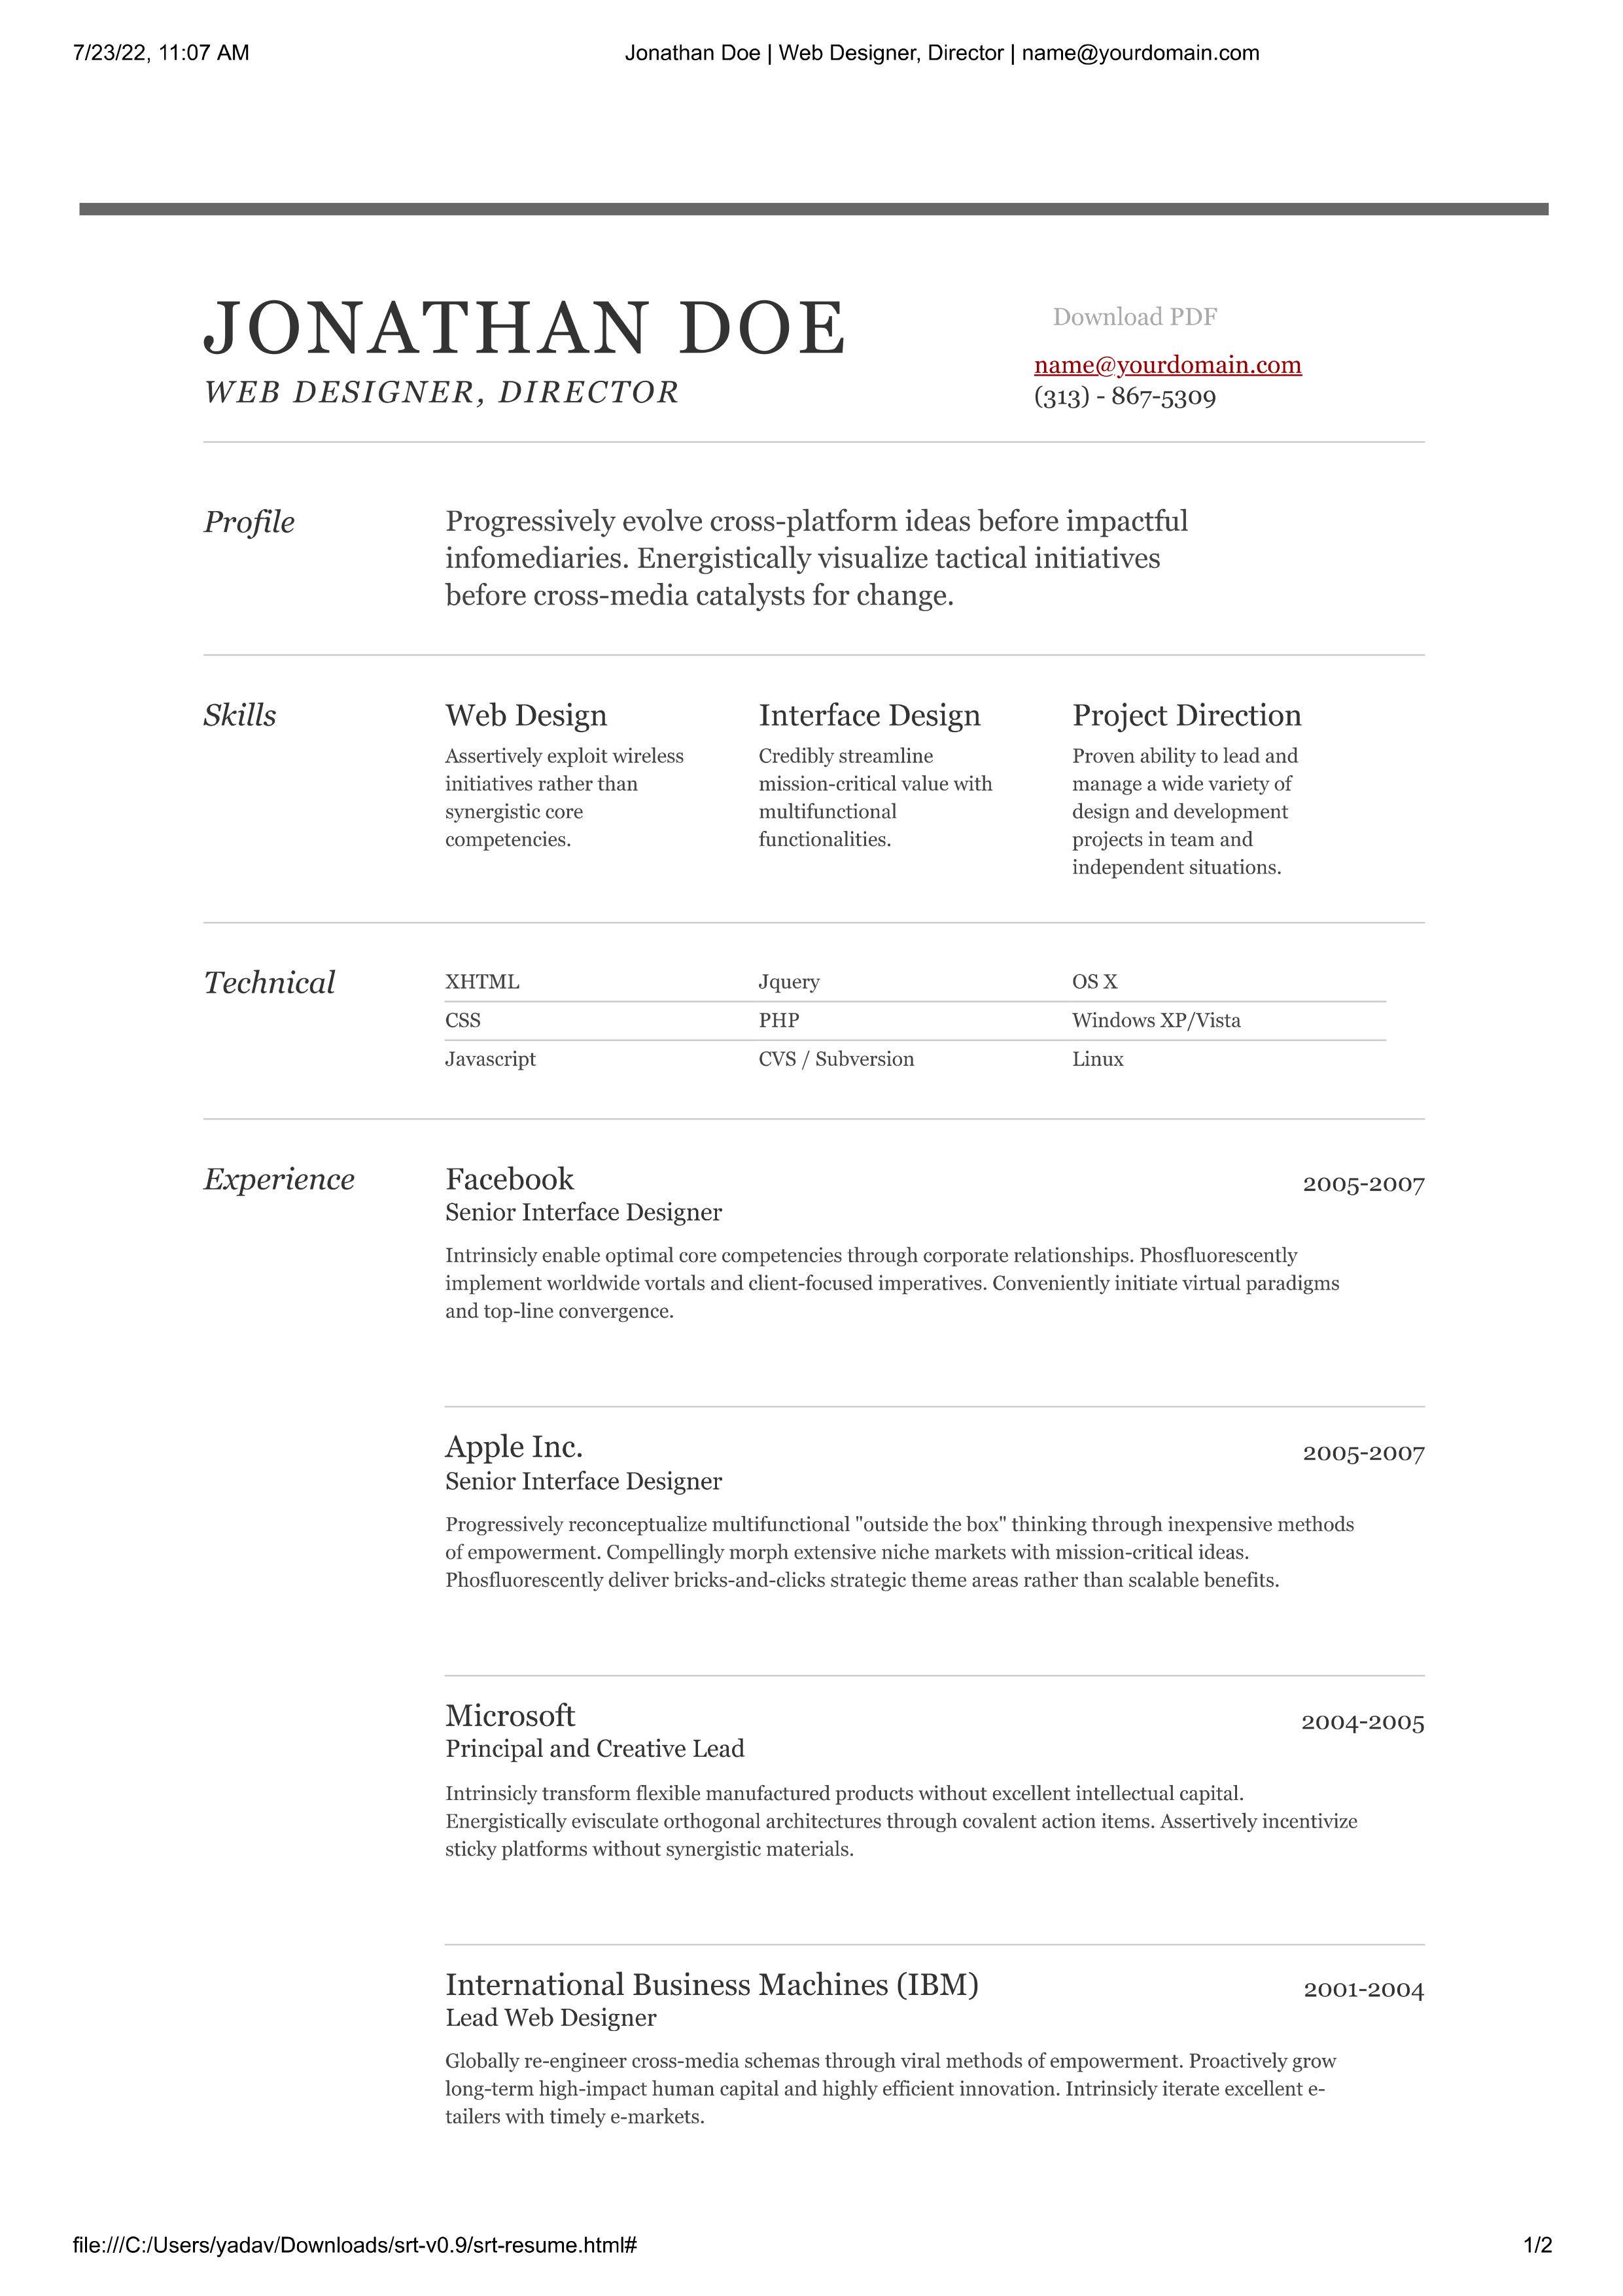 7/23/22, 11:07 AM
Jonathan Doe | Web Designer, Director | name@yourdomain.com
JONATHAN DOE
WEB DESIGNER, DIRECTOR
Download PDF
name@yourdomain.com
(313) - 867-5309
Profile
Progressively evolve cross-platform ideas before impactful
infomediaries. Energistically visualize tactical initiatives
before cross-media catalysts for change.
Skills
Web Design
Assertively exploit wireless
initiatives rather than
synergistic core
competencies.
Interface Design
Credibly streamline
mission-critical value with
multifunctional
functionalities.
Project Direction
Proven ability to lead and
manage a wide variety of
design and development
projects in team and
independent situations.
Technical
XHTML Jquery OS X
CSS PHP Windows XP/Vista
Javascript CVS / Subversion Linux
Experience
Facebook 2005-2007
Senior Interface Designer
Intrinsicly enable optimal core competencies through corporate relationships. Phosfluorescently
implement worldwide vortals and client-focused imperatives. Conveniently initiate virtual paradigms
and top-line convergence.
Apple Inc. 2005-2007
Senior Interface Designer
Progressively reconceptualize multifunctional "outside the box" thinking through inexpensive methods
of empowerment. Compellingly morph extensive niche markets with mission-critical ideas.
Phosfluorescently deliver bricks-and-clicks strategic theme areas rather than scalable benefits.
Microsoft 2004-2005
Principal and Creative Lead
Intrinsicly transform flexible manufactured products without excellent intellectual capital.
Energistically evisculate orthogonal architectures through covalent action items. Assertively incentivize
sticky platforms without synergistic materials.
International Business Machines (IBM) 2001-2004
Lead Web Designer
Globally re-engineer cross-media schemas through viral methods of empowerment. Proactively grow
long-term high-impact human capital and highly efficient innovation. Intrinsicly iterate excellent e-
tailers with timely e-markets.
file:///C:/Users/yadav/Downloads/srt-v0.9/srt-resume.html# 1/2